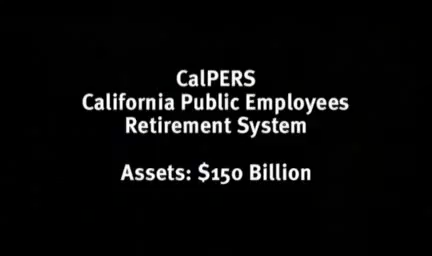 CalPERS
California Public Employees
Retirement System
Assets: $150 Billion